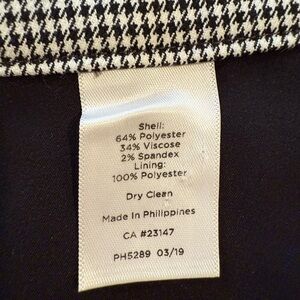 Shell:
64% Polyester
34% Viscose
2% Spandex
Lining:
100% Polyester
Dry Clean
Made In Philippines
CA #23147
PH5289 03/19